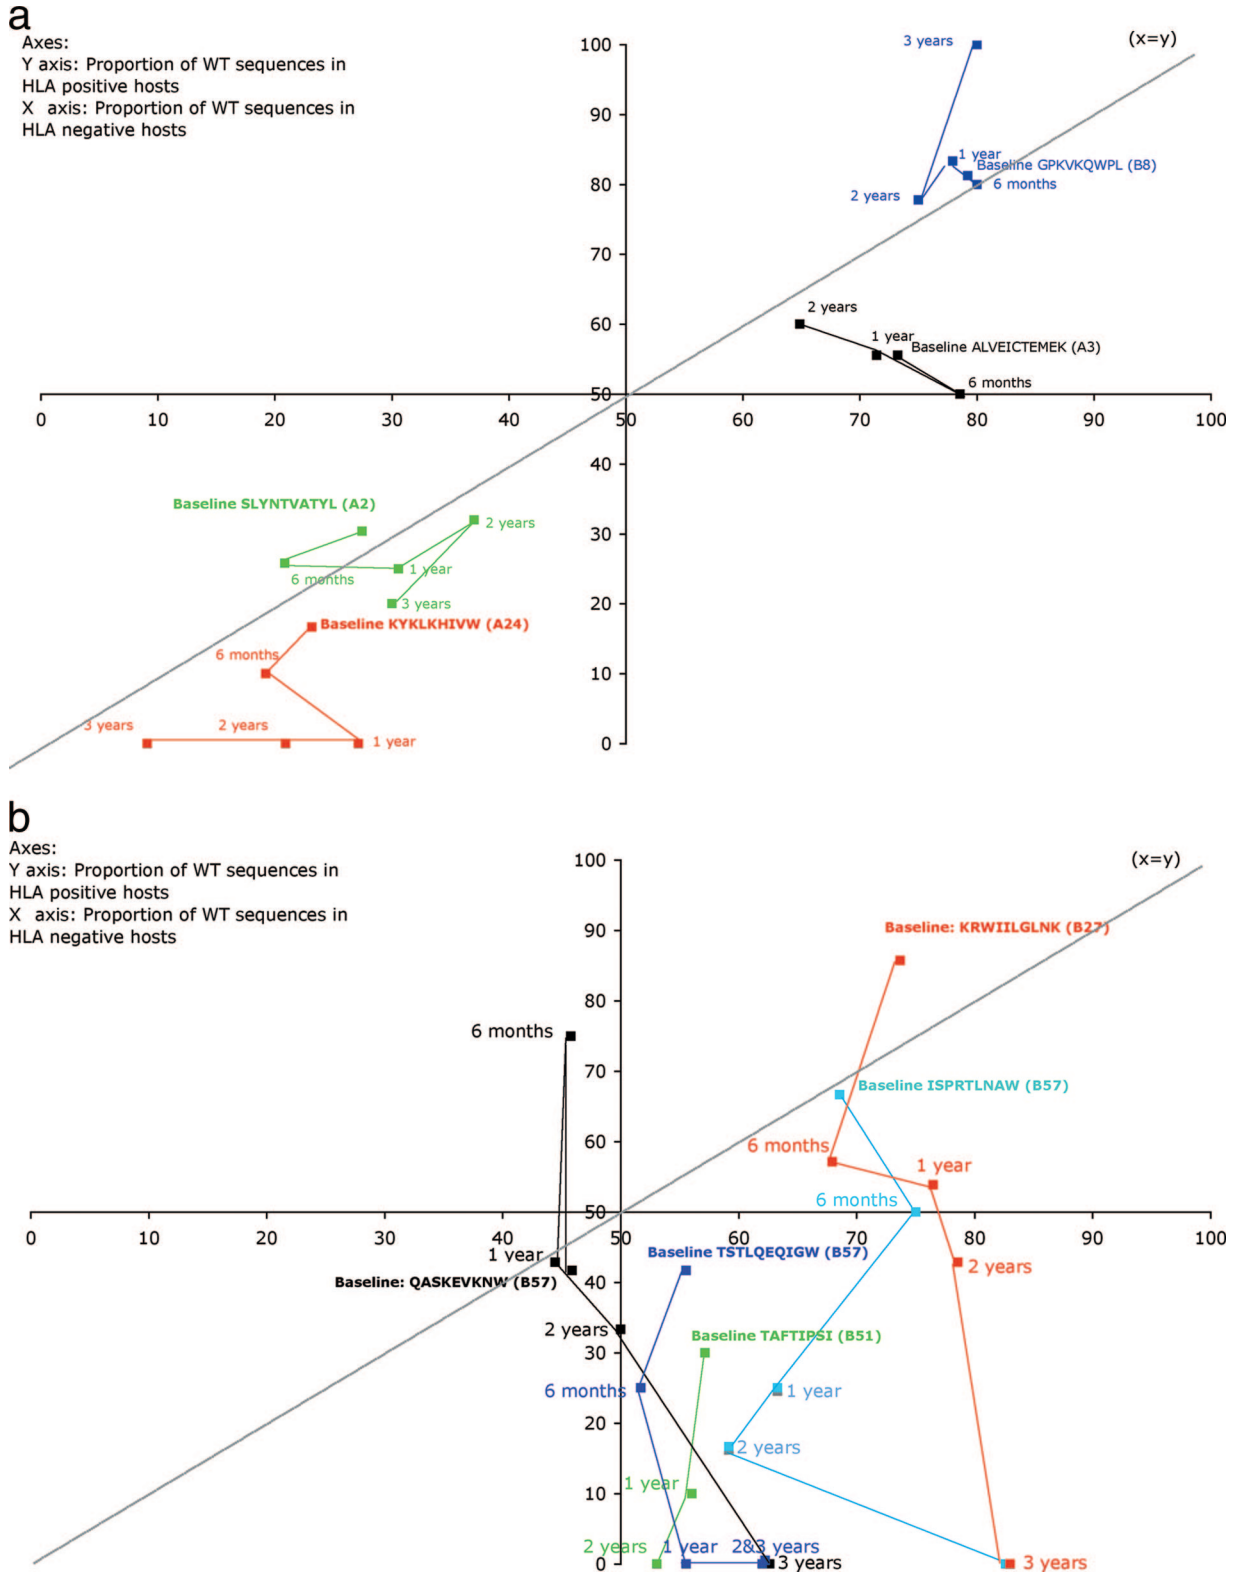 a
Axes:
Y axis: Proportion of WT sequences in
HLA positive hosts
X axis: Proportion of WT sequences in
HLA negative hosts
(x=y)
100
90
80
70
60
50
40
30
20
10
0
0 10 20 30 40 50 60 70 80 90 100
3 years
1 year
Baseline GPKVKQWPL (B8)
6 months
2 years
2 years
1 year
Baseline ALVEICTEMEK (A3)
6 months
Baseline SLYNTVATYL (A2)
2 years
6 months
1 year
3 years
Baseline KYKLKHIVW (A24)
6 months
3 years
2 years
1 year
b
Axes:
Y axis: Proportion of WT sequences in
HLA positive hosts
X axis: Proportion of WT sequences in
HLA negative hosts
(x=y)
100
90
80
70
60
50
40
30
20
10
0
0 10 20 30 40 50 60 70 80 90 100
Baseline: KRWIILGLNK (B27)
6 months
Baseline ISPRTLNAW (B57)
6 months
1 year
6 months
1 year
Baseline TSTLQEQIGW (B57)
2 years
Baseline: QASKEVKNW (B57)
2 years
Baseline TAFTIPSI (B51)
6 months
1 year
2 years
1 year
2 years
1 year
2&3 years
3 years
3 years